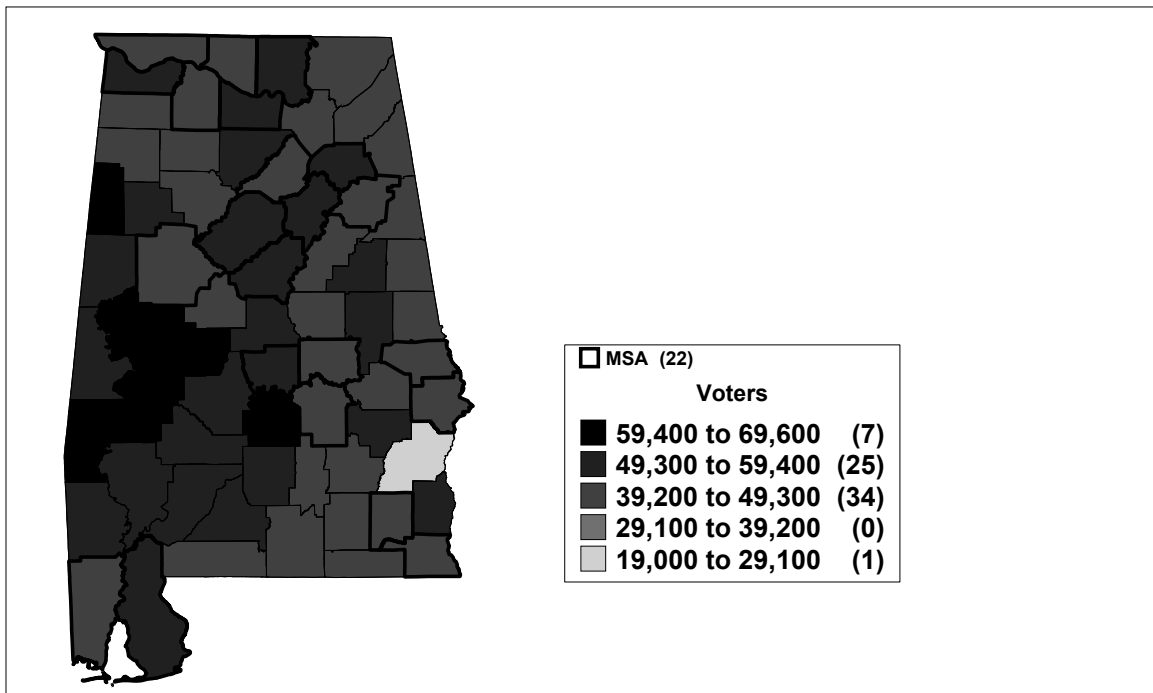 MSA (22)
Voters
59,400 to 69,600 (7)
49,300 to 59,400 (25)
39,200 to 49,300 (34)
29,100 to 39,200 (0)
19,000 to 29,100 (1)